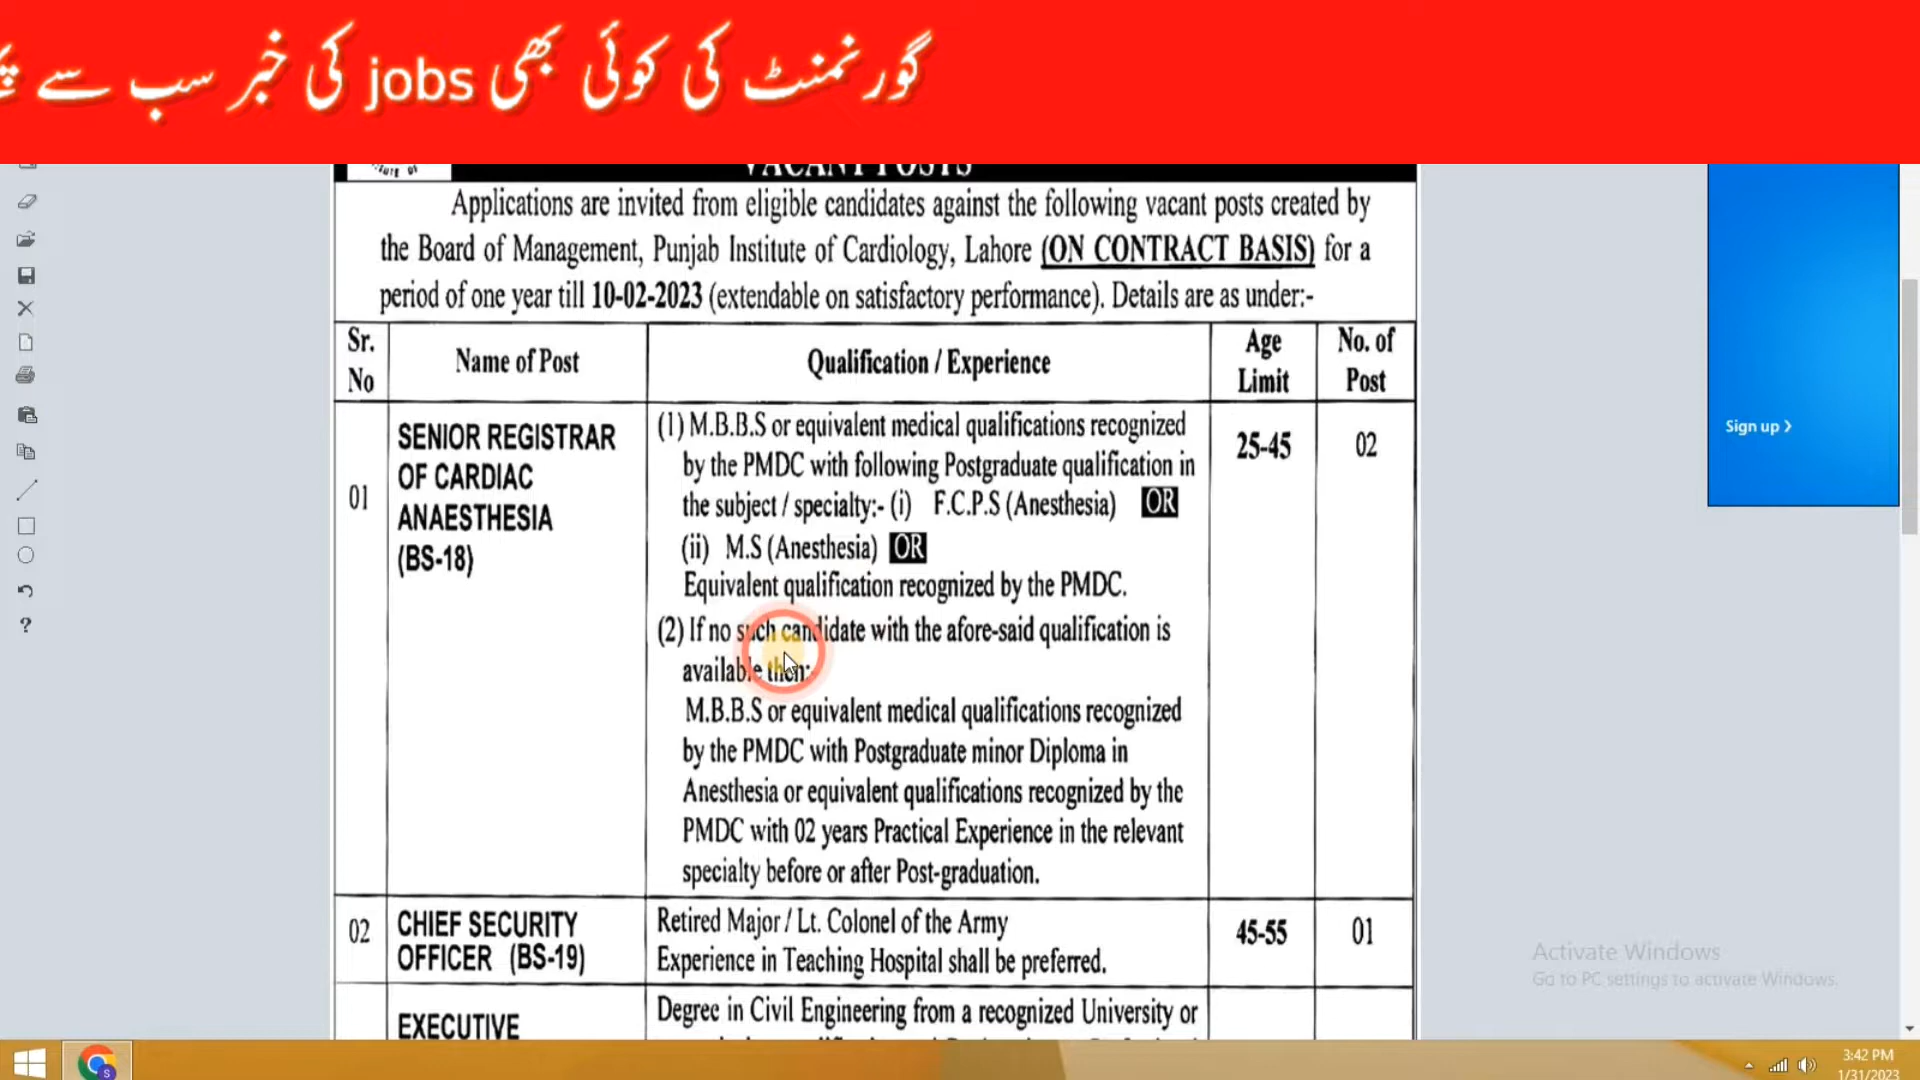 گورنمنٹ کی کوئی بھی jobs کی خبر سب سے
VACANT POSTS
Applications are invited from eligible candidates against the following vacant posts created by
the Board of Management, Punjab Institute of Cardiology, Lahore (ON CONTRACT BASIS) for a
period of one year till 10-02-2023 (extendable on satisfactory performance). Details are as under:-
Sr. No
Name of Post
Qualification / Experience
Age Limit
No. of Post
01
SENIOR REGISTRAR
OF CARDIAC
ANAESTHESIA
(BS-18)
(1) M.B.B.S or equivalent medical qualifications recognized
by the PMDC with following Postgraduate qualification in
the subject / specialty:- (i) F.C.P.S (Anesthesia) OR
(ii) M.S (Anesthesia) OR
Equivalent qualification recognized by the PMDC.
(2) If no such candidate with the afore-said qualification is
available then:-
M.B.B.S or equivalent medical qualifications recognized
by the PMDC with Postgraduate minor Diploma in
Anesthesia or equivalent qualifications recognized by the
PMDC with 02 years Practical Experience in the relevant
specialty before or after Post-graduation.
25-45
02
02
CHIEF SECURITY
OFFICER (BS-19)
Retired Major / Lt. Colonel of the Army
Experience in Teaching Hospital shall be preferred.
45-55
01
EXECUTIVE
Degree in Civil Engineering from a recognized University or
Sign up
Activate Windows
Go to PC settings to activate Windows.
3:42 PM
1/31/2023